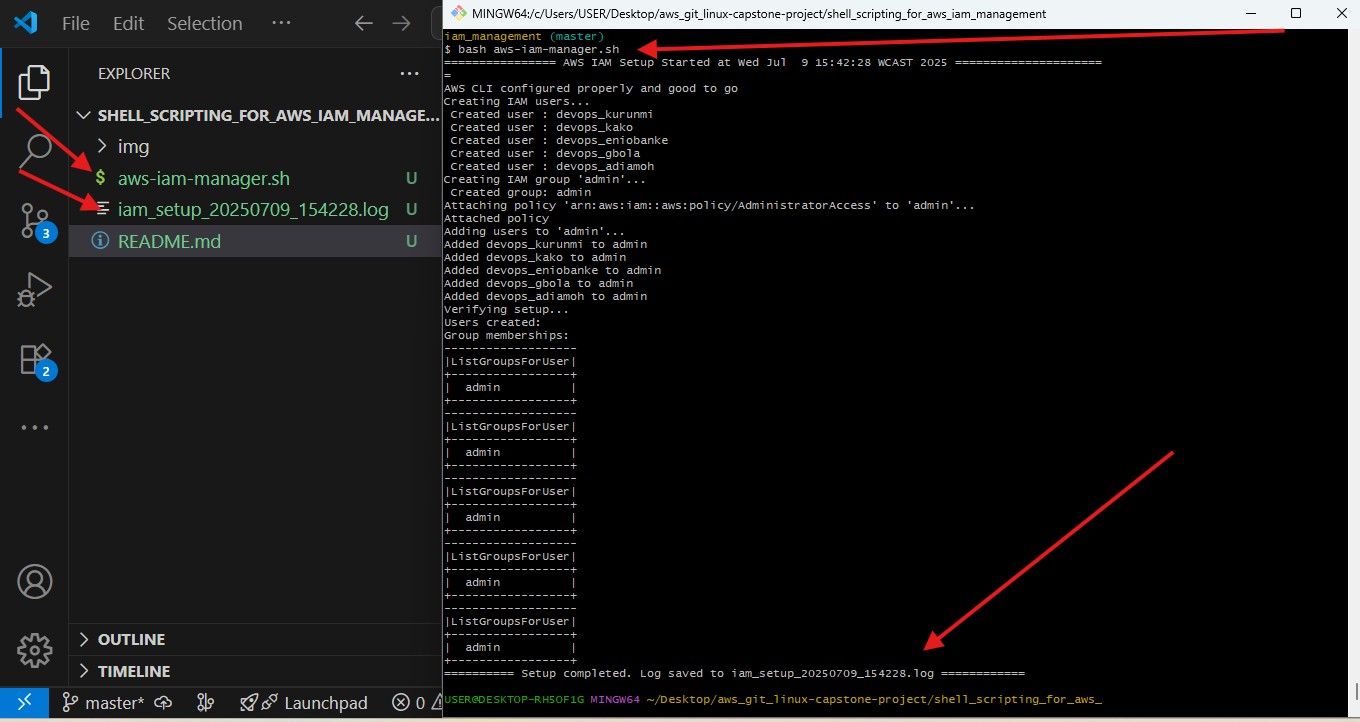 File Edit Selection ···
EXPLORER ···
SHELL_SCRIPTING_FOR_AWS_IAM_MANAGE...
img
$ aws-iam-manager.sh U
iam_setup_20250709_154228.log U
README.md U
3
2
OUTLINE
TIMELINE
master* Launchpad 0
MINGW64:/c/Users/USER/Desktop/aws_git_linux-capstone-project/shell_scripting_for_aws_iam_management
iam_management (master)
$ bash aws-iam-manager.sh
================ AWS IAM Setup Started at Wed Jul  9 15:42:28 WCAST 2025 =====================
=
AWS CLI configured properly and good to go
Creating IAM users...
 Created user : devops_kurunmi
 Created user : devops_kako
 Created user : devops_eniobanke
 Created user : devops_gbola
 Created user : devops_adiamoh
Creating IAM group 'admin'...
 Created group: admin
Attaching policy 'arn:aws:iam::aws:policy/AdministratorAccess' to 'admin'...
Attached policy
Adding users to 'admin'...
Added devops_kurunmi to admin
Added devops_kako to admin
Added devops_eniobanke to admin
Added devops_gbola to admin
Added devops_adiamoh to admin
Verifying setup...
Users created:
Group memberships:
-------------------
|ListGroupsForUser|
+-----------------+
|  admin          |
+-----------------+
-------------------
|ListGroupsForUser|
+-----------------+
|  admin          |
+-----------------+
-------------------
|ListGroupsForUser|
+-----------------+
|  admin          |
+-----------------+
-------------------
|ListGroupsForUser|
+-----------------+
|  admin          |
+-----------------+
-------------------
|ListGroupsForUser|
+-----------------+
|  admin          |
+-----------------+
========== Setup completed. Log saved to iam_setup_20250709_154228.log ============
USER@DESKTOP-RH5OF1G MINGW64 ~/Desktop/aws_git_linux-capstone-project/shell_scripting_for_aws_